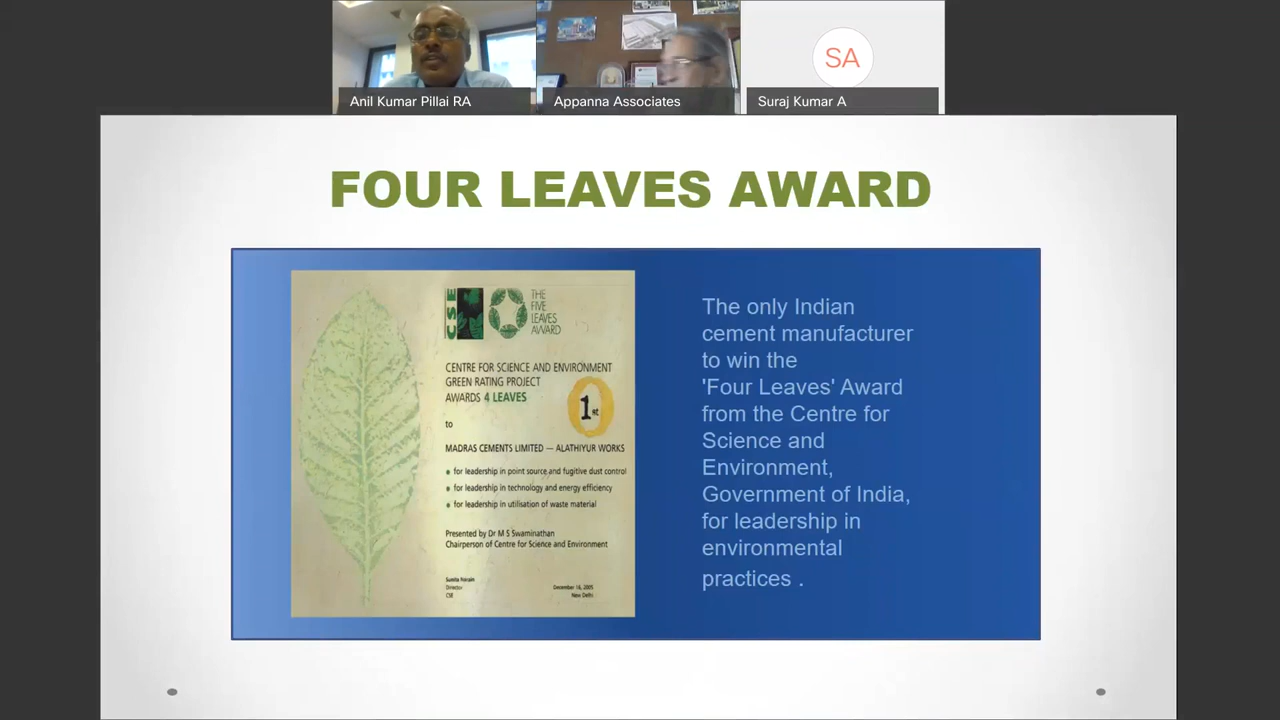 Anil Kumar Pillai RA
Appanna Associates
SA
Suraj Kumar A
FOUR LEAVES AWARD
CSE
THE
FIVE
LEAVES
AWARD
CENTRE FOR SCIENCE AND ENVIRONMENT
GREEN RATING PROJECT
AWARDS 4 LEAVES
1st
to
MADRAS CEMENTS LIMITED — ALATHIYUR WORKS
for leadership in point source and fugitive dust control
for leadership in technology and energy efficiency
for leadership in utilisation of waste material
Presented by Dr M S Swaminathan
Chairperson of Centre for Science and Environment
Sunita Narain
Director
CSE
December 16, 2005
New Delhi
The only Indian
cement manufacturer
to win the
'Four Leaves' Award
from the Centre for
Science and
Environment,
Government of India,
for leadership in
environmental
practices .